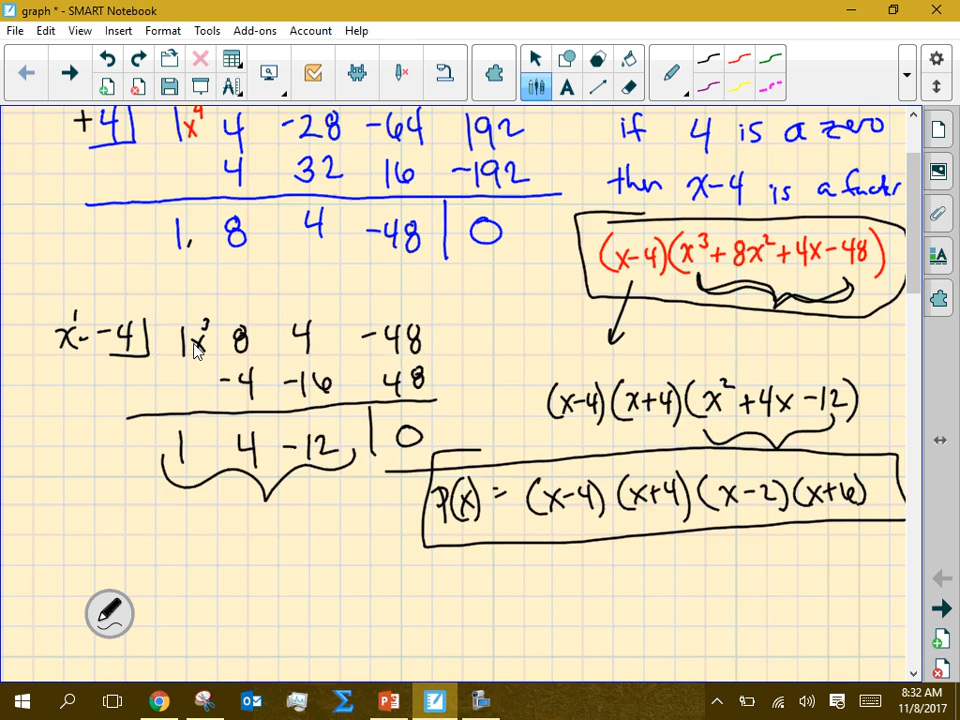 graph * - SMART Notebook
File Edit View Insert Format Tools Add-ons Account Help
+4 1x⁴ 4 -28 -64 192
4 32 16 -192
1. 8 4 -48 0
if 4 is a zero
then x-4 is a factor
(x-4)(x³+8x²+4x-48)
x¹- -4 1x³ 8 4 -48
-4 -16 48
1 4 -12 0
(x-4)(x+4)(x²+4x-12)
P(x) = (x-4)(x+4)(x-2)(x+6)
8:32 AM
11/8/2017